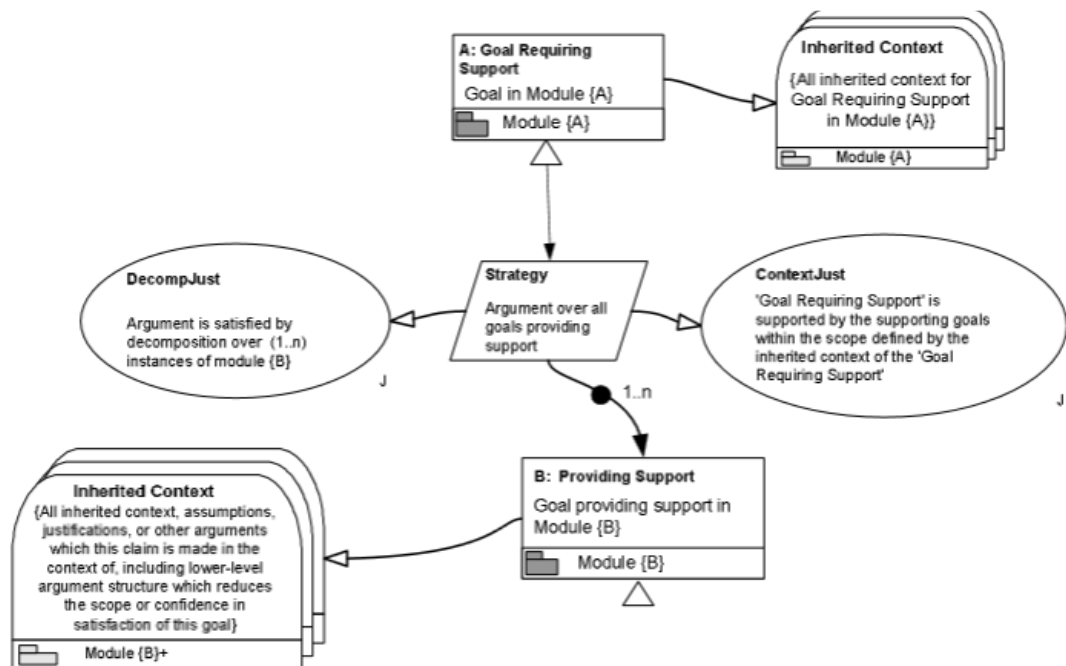 A: Goal Requiring
Support
Goal in Module {A}
Module {A}
Inherited Context
{All inherited context for
Goal Requiring Support
in Module {A}}
Module {A}
DecompJust
Argument is satisfied by
decomposition over (1..n)
instances of module {B}
J
Strategy
Argument over all
goals providing
support
ContextJust
'Goal Requiring Support' is
supported by the supporting goals
within the scope defined by the
inherited context of the 'Goal
Requiring Support'
J
1..n
B: Providing Support
Goal providing support in
Module {B}
Module {B}
Inherited Context
{All inherited context, assumptions,
justifications, or other arguments
which this claim is made in the
context of, including lower-level
argument structure which reduces
the scope or confidence in
satisfaction of this goal}
Module {B}+